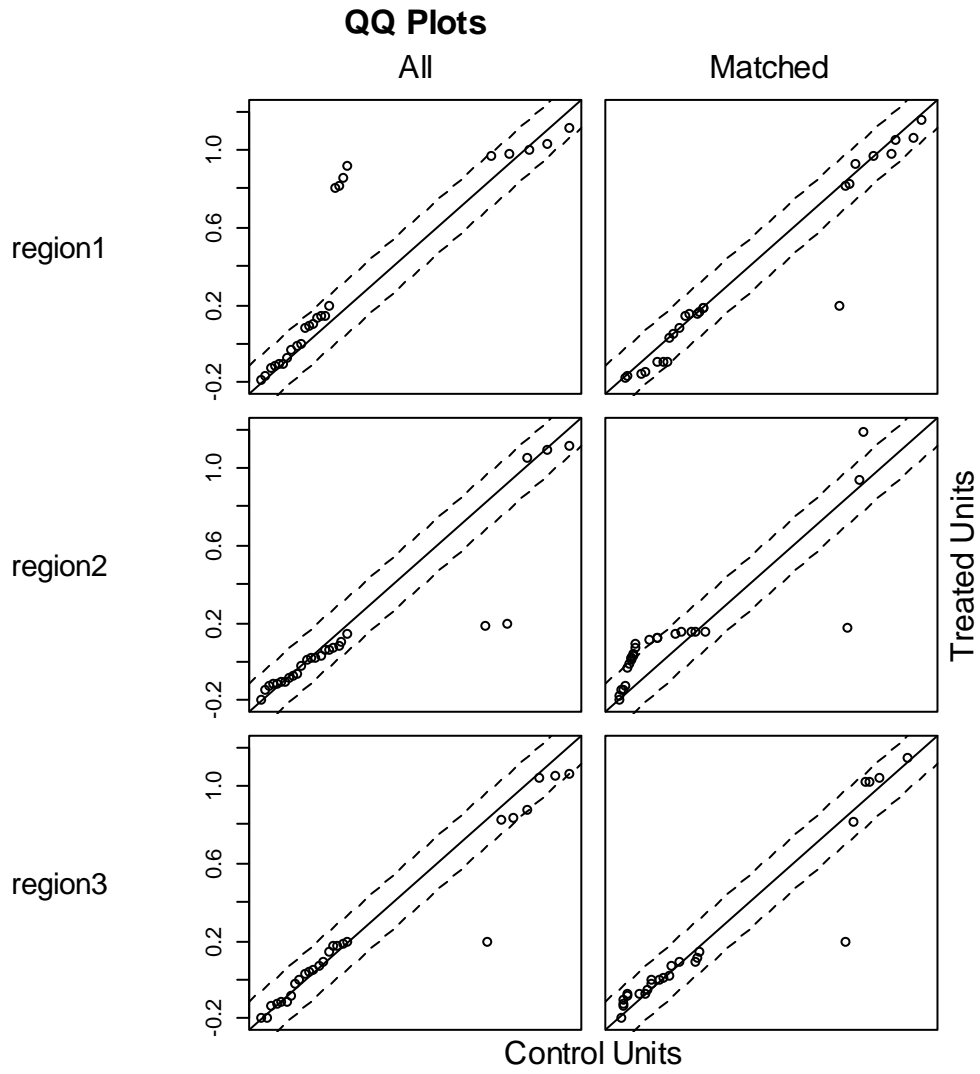 QQ Plots
All Matched
region1
-0.2 0.2 0.6 1.0
region2
-0.2 0.2 0.6 1.0
region3
-0.2 0.2 0.6 1.0
Treated Units
Control Units